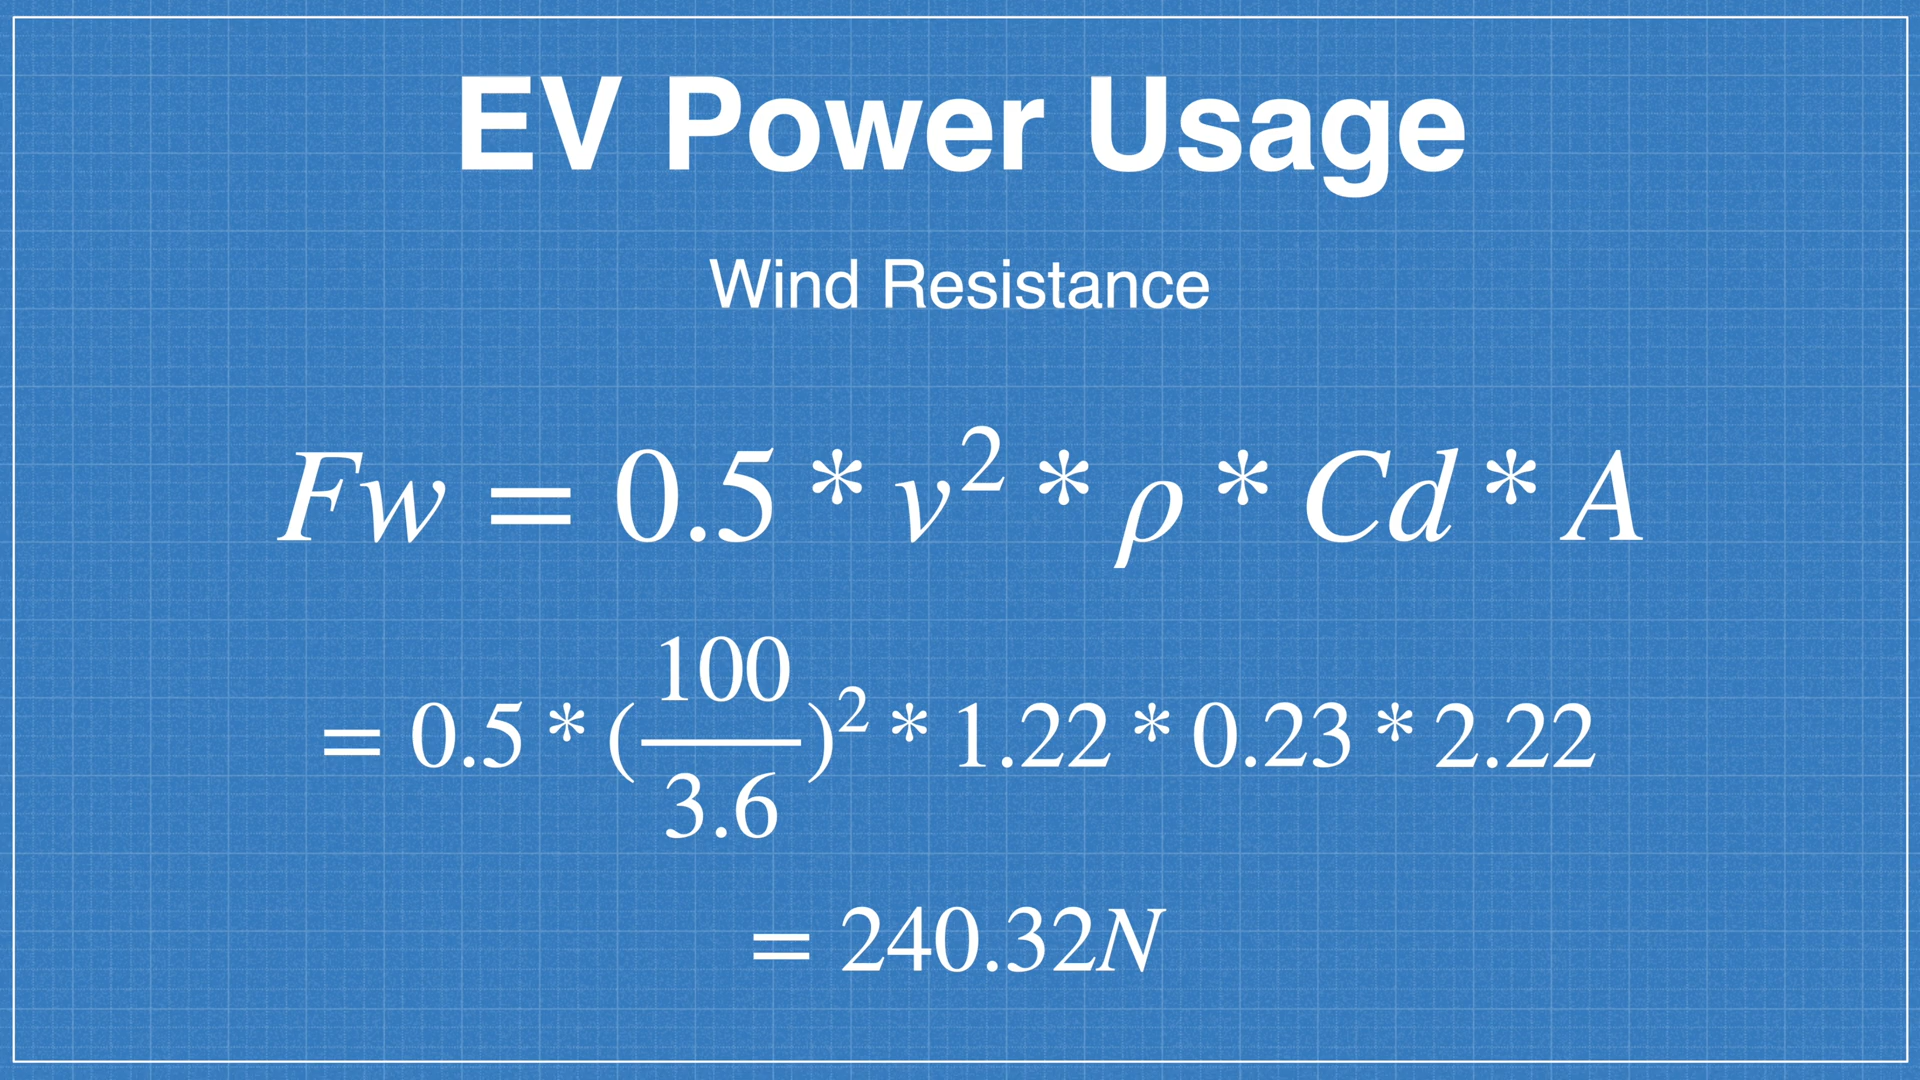 EV Power Usage
Wind Resistance
Fw = 0.5 * v² * ρ * Cd * A
= 0.5 * (100/3.6)² * 1.22 * 0.23 * 2.22
= 240.32N